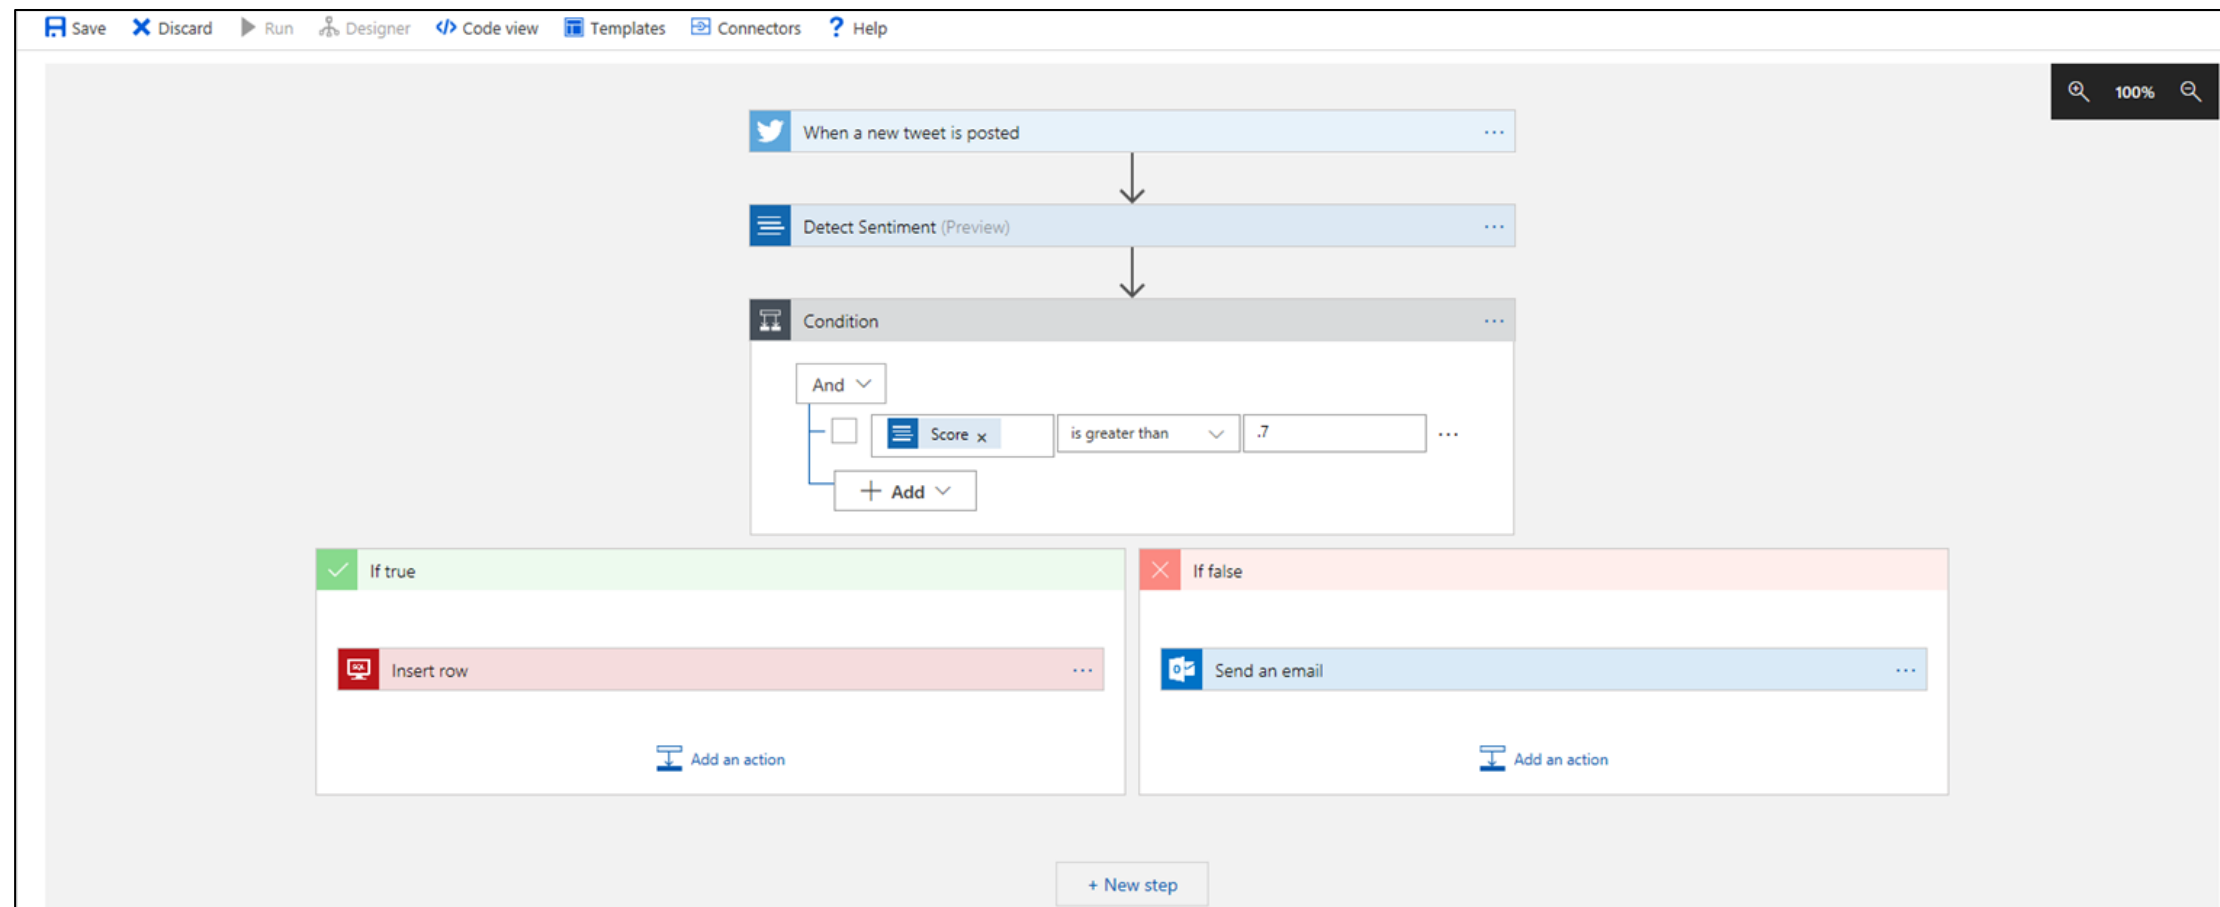 Save Discard Run Designer </> Code view Templates Connectors ? Help
100%
When a new tweet is posted
Detect Sentiment (Preview)
Condition
And
Score x is greater than .7
+ Add
If true
If false
SQL Insert row
Send an email
Add an action
Add an action
+ New step